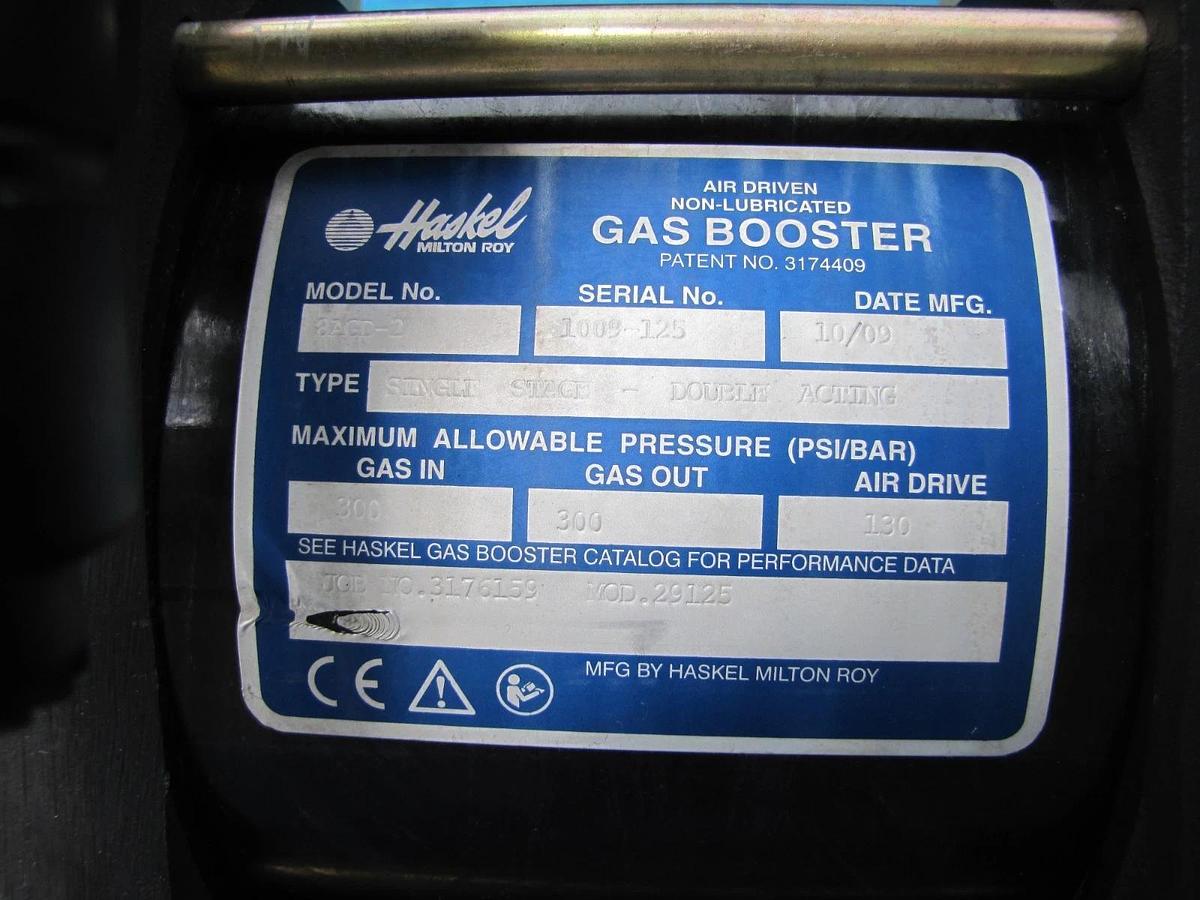 Haskel
MILTON ROY
AIR DRIVEN
NON-LUBRICATED
GAS BOOSTER
PATENT NO. 3174409
MODEL No. SERIAL No. DATE MFG.
1009-125 10/09
TYPE SINGLE STAGE - DOUBLE ACTING
MAXIMUM ALLOWABLE PRESSURE (PSI/BAR)
GAS IN GAS OUT AIR DRIVE
300 300 130
SEE HASKEL GAS BOOSTER CATALOG FOR PERFORMANCE DATA
JOB NO.3176159 MOD.29125
CE
MFG BY HASKEL MILTON ROY